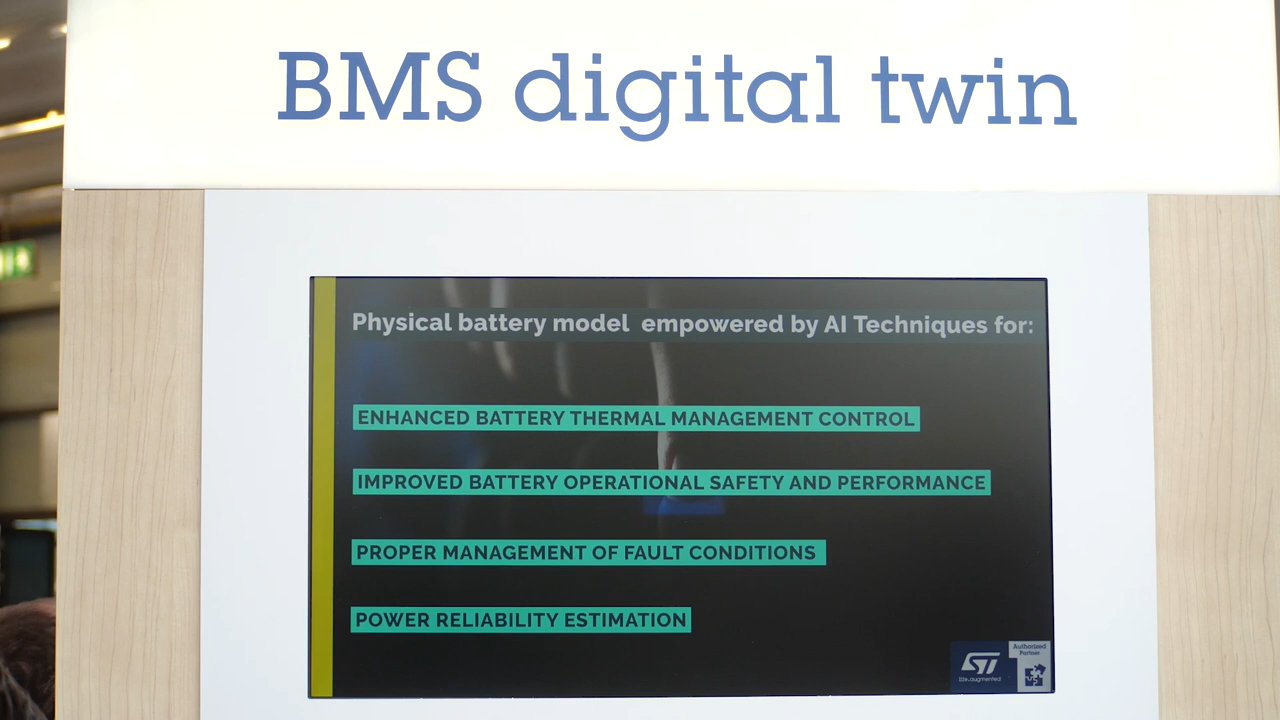 BMS digital twin
Physical battery model empowered by AI Techniques for:
ENHANCED BATTERY THERMAL MANAGEMENT CONTROL
IMPROVED BATTERY OPERATIONAL SAFETY AND PERFORMANCE
PROPER MANAGEMENT OF FAULT CONDITIONS
POWER RELIABILITY ESTIMATION
ST
life.augmented
Authorized
Partner